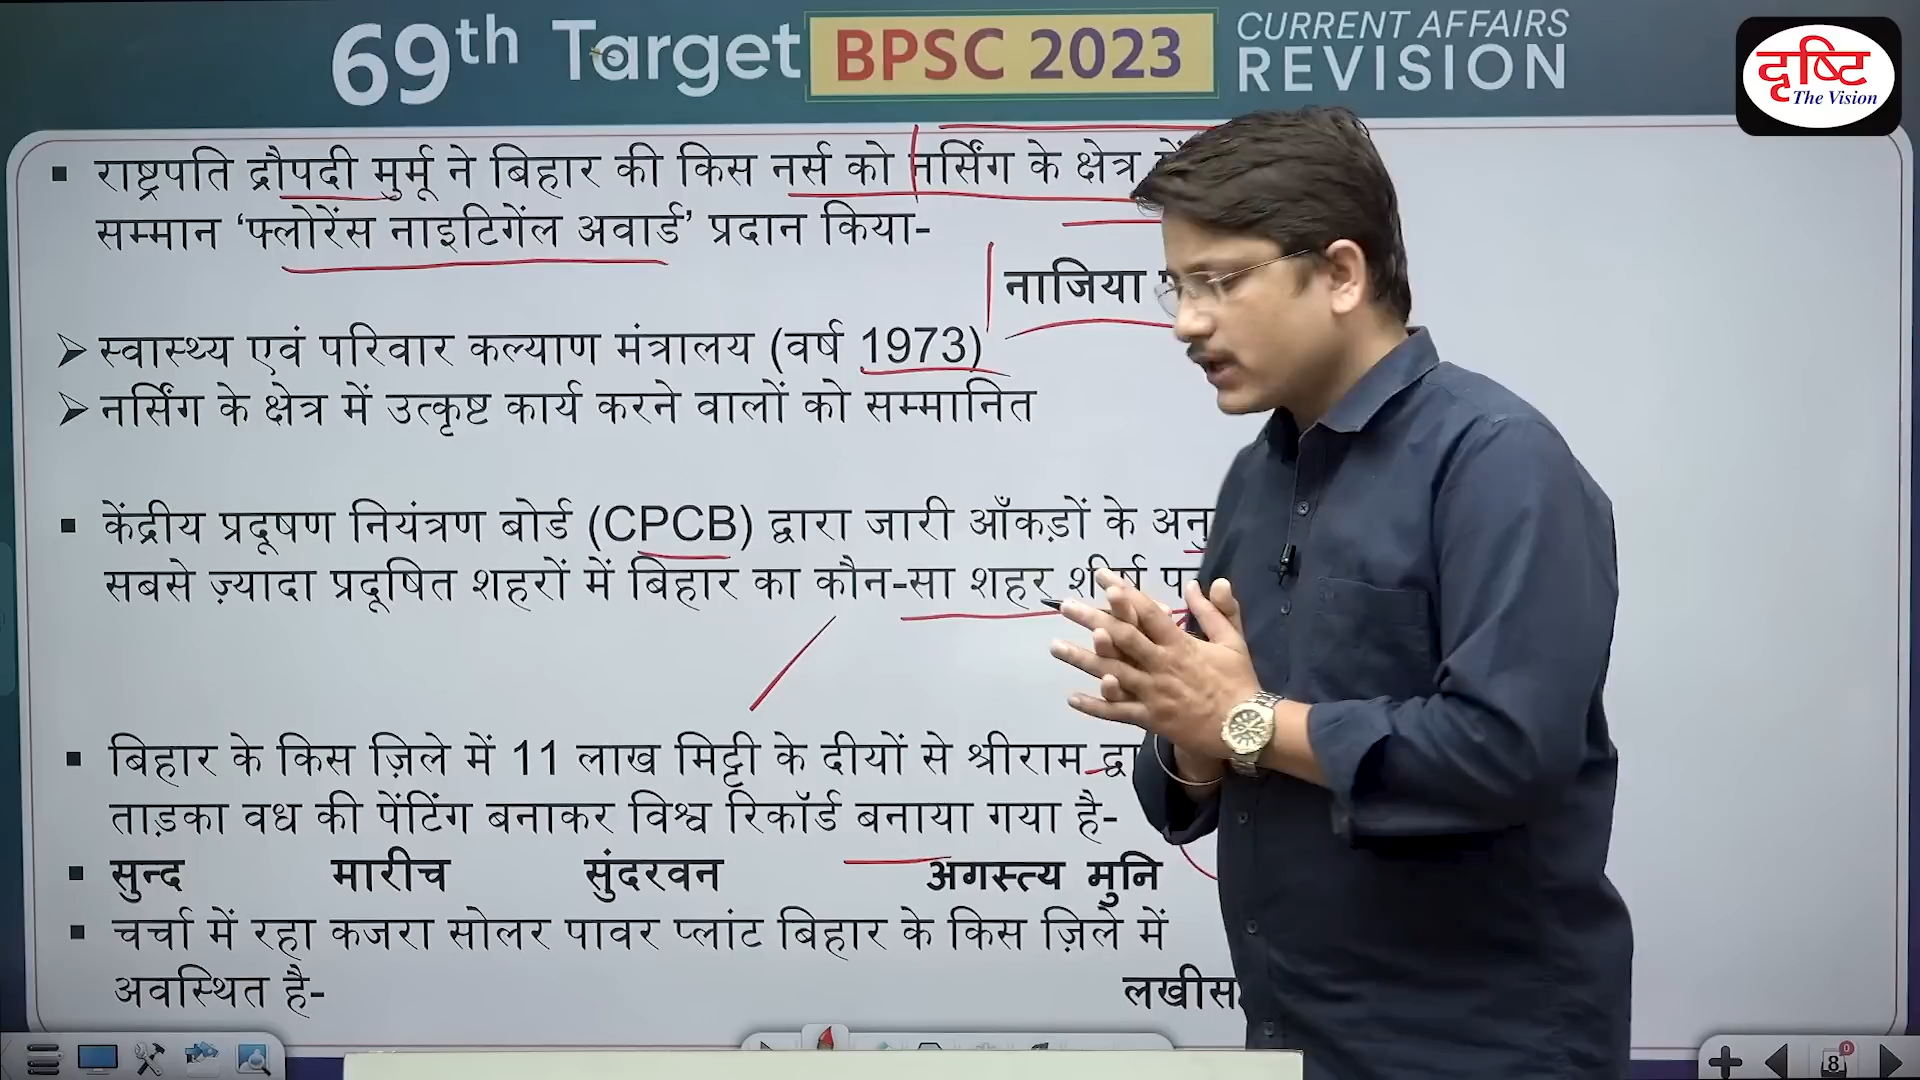 69th Target BPSC 2023 CURRENT AFFAIRS
REVISION
दृष्टि
The Vision
▪ राष्ट्रपति द्रौपदी मुर्मू ने बिहार की किस नर्स को नर्सिंग के क्षेत्र में
सम्मान ‘फ्लोरेंस नाइटिगेंल अवार्ड’ प्रदान किया-
नाजिया
➢ स्वास्थ्य एवं परिवार कल्याण मंत्रालय (वर्ष 1973)
➢ नर्सिंग के क्षेत्र में उत्कृष्ट कार्य करने वालों को सम्मानित
▪ केंद्रीय प्रदूषण नियंत्रण बोर्ड (CPCB) द्वारा जारी आँकड़ों के
सबसे ज़्यादा प्रदूषित शहरों में बिहार का कौन-सा शहर शीर्ष
▪ बिहार के किस ज़िले में 11 लाख मिट्टी के दीयों से श्रीराम
ताड़का वध की पेंटिंग बनाकर विश्व रिकॉर्ड बनाया गया है-
▪ सुन्द मारीच सुंदरवन अगस्त्य मुनि
▪ चर्चा में रहा कजरा सोलर पावर प्लांट बिहार के किस ज़िले में
अवस्थित है-
8
0